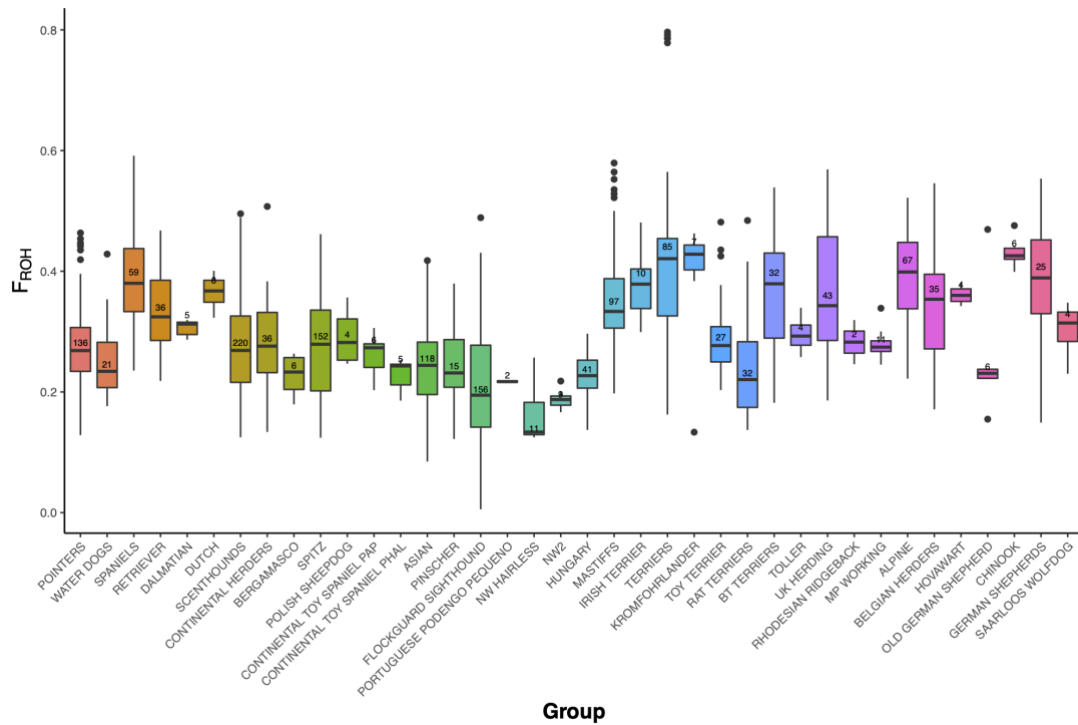 F_ROH
0.8
0.6
0.4
0.2
0.0
136
21
59
36
5
220
36
6
152
4
6
5
118
15
156
2
11
41
97
10
85
7
27
32
32
4
43
2
11
67
35
4
6
6
25
4
POINTERS
WATER DOGS
SPANIELS
RETRIEVER
DALMATIAN
DUTCH
SCENTHOUNDS
CONTINENTAL HERDERS
BERGAMASCO
SPITZ
POLISH SHEEPDOG
CONTINENTAL TOY SPANIEL PAP
CONTINENTAL TOY SPANIEL PHAL
ASIAN
PINSCHER
FLOCKGUARD SIGHTHOUND
PORTUGUESE PODENGO PEQUENO
NW HAIRLESS
NW2
HUNGARY
MASTIFFS
IRISH TERRIER
TERRIERS
KROMFOHRLANDER
TOY TERRIER
RAT TERRIERS
BT TERRIERS
TOLLER
UK HERDING
RHODESIAN RIDGEBACK
MP WORKING
ALPINE
BELGIAN HERDERS
HOVAWART
OLD GERMAN SHEPHERD
CHINOOK
GERMAN SHEPHERDS
SAARLOOS WOLFDOG
Group